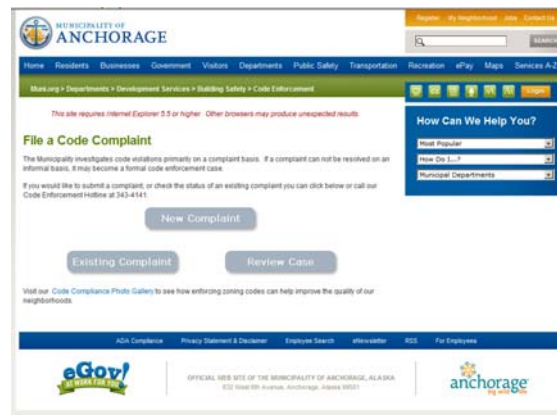 MUNICIPALITY OF
ANCHORAGE
Register My Neighborhood Jobs Contact Us
SEARCH
Home Residents Businesses Government Visitors Departments Public Safety Transportation Recreation ePay Maps Services A-Z
Muni.org > Departments > Development Services > Building Safety > Code Enforcement
Login
This site requires Internet Explorer 5.5 or higher. Other browsers may produce unexpected results.
How Can We Help You?
Most Popular
How Do I...?
Municipal Departments
File a Code Complaint
The Municipality investigates code violations primarily on a complaint basis. If a complaint can not be resolved on an
informal basis, it may become a formal code enforcement case.
If you would like to submit a complaint, or check the status of an existing complaint you can click below or call our
Code Enforcement Hotline at 343-4141.
New Complaint
Existing Complaint
Review Case
Visit our Code Compliance Photo Gallery to see how enforcing zoning codes can help improve the quality of our
neighborhoods.
ADA Compliance Privacy Statement & Disclaimer Employee Search eNewsletter RSS For Employees
eGov!
AT WORK FOR YOU
OFFICIAL WEB SITE OF THE MUNICIPALITY OF ANCHORAGE, ALASKA
632 West 6th Avenue, Anchorage, Alaska 99501
anchorage
big wild life